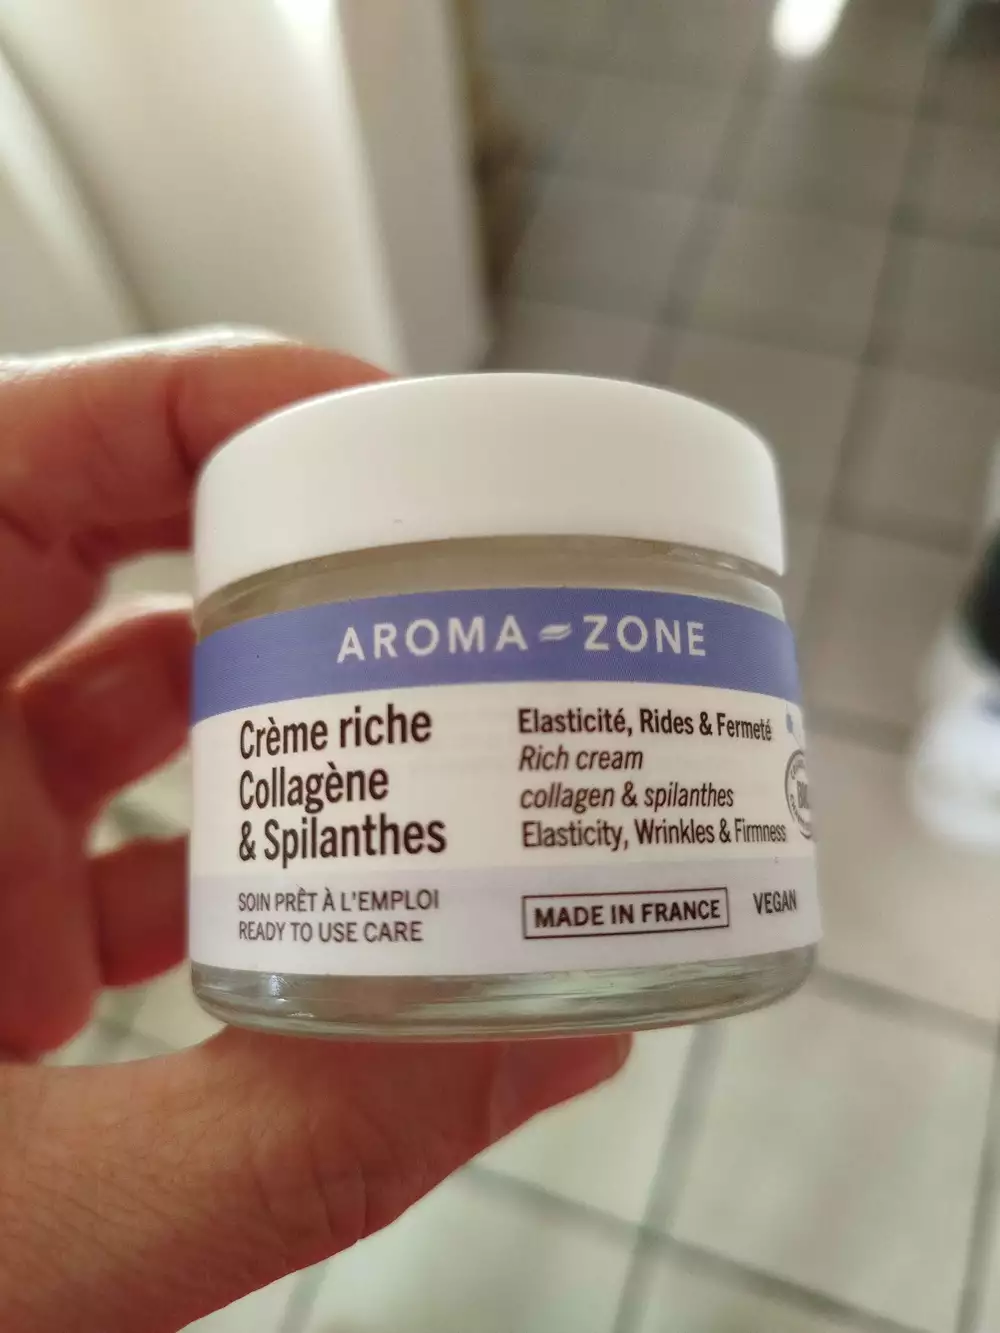 AROMA ZONE
Crème riche
Collagène
& Spilanthes
SOIN PRÊT À L'EMPLOI
READY TO USE CARE
Elasticité, Rides & Fermeté
Rich cream
collagen & spilanthes
Elasticity, Wrinkles & Firmness
MADE IN FRANCE
VEGAN